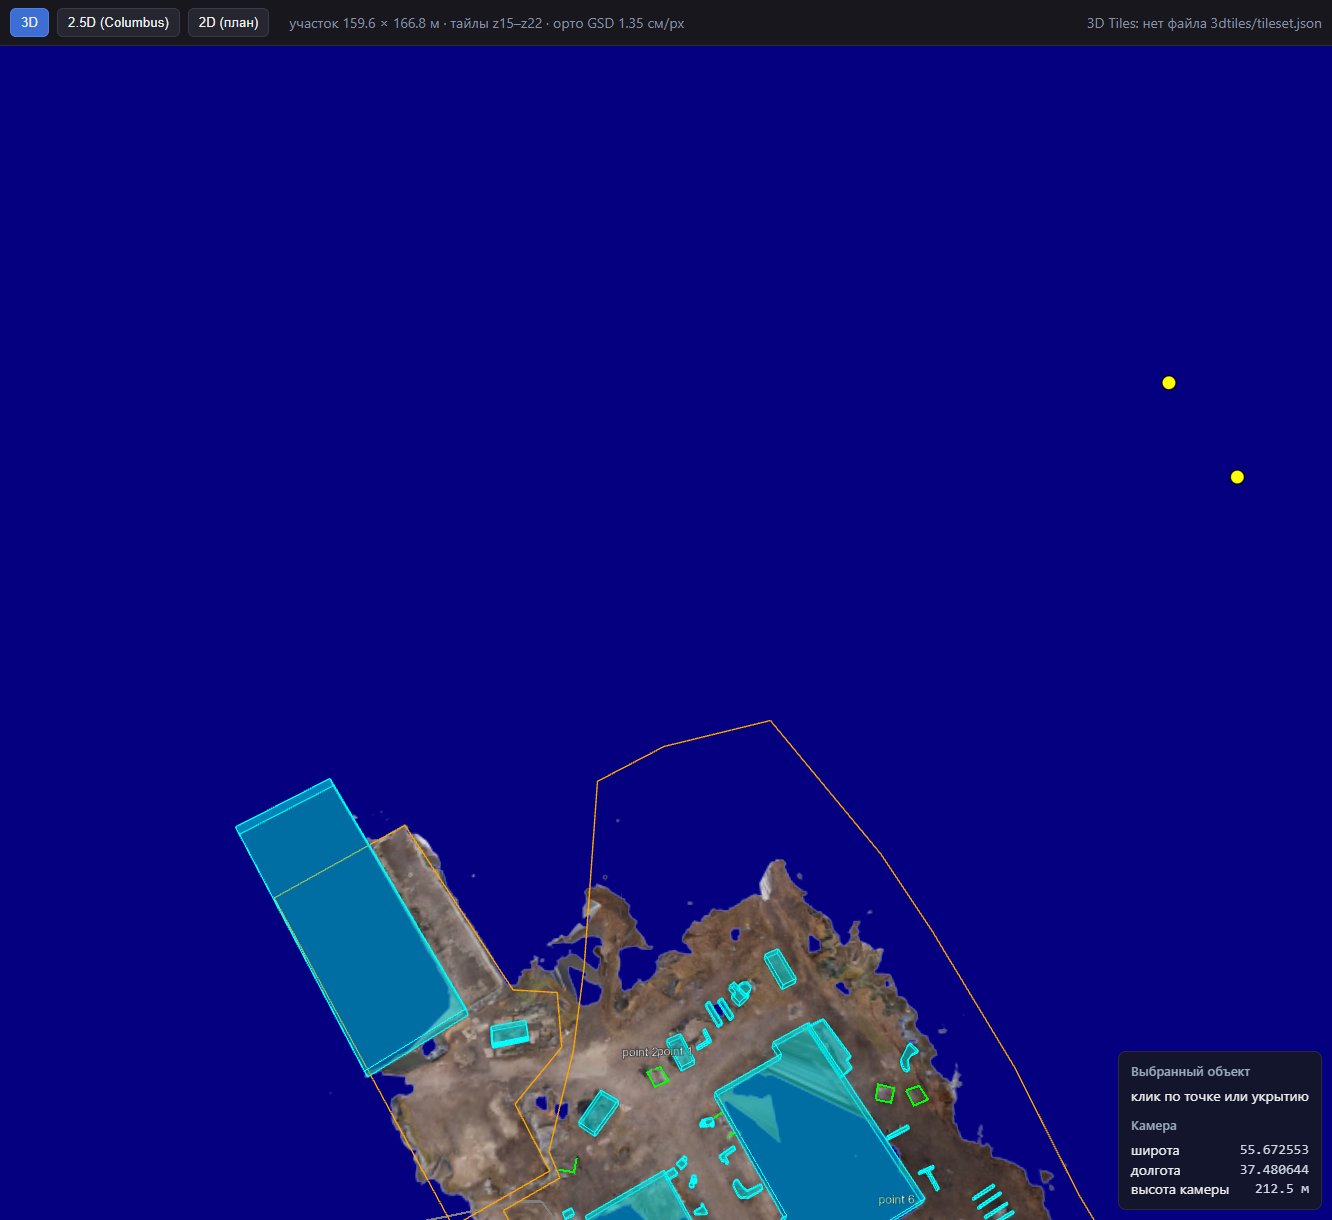 3D 2.5D (Columbus) 2D (план) участок 159.6 × 166.8 м · тайлы z15–z22 · орто GSD 1.35 см/px 3D Tiles: нет файла 3dtiles/tileset.json
point 2point 1
Выбранный объект
клик по точке или укрытию
Камера
широта 55.672553
долгота 37.480644
высота камеры 212.5 м
point 6